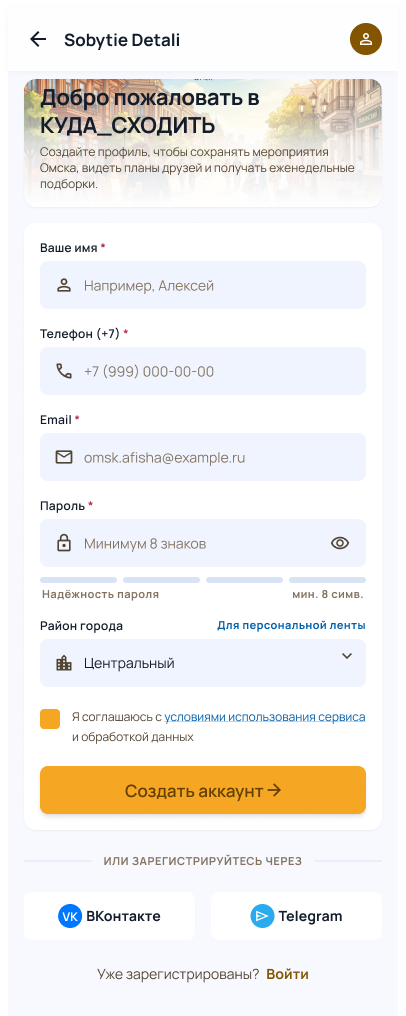 Sobytie Detali
Добро пожаловать в
КУДА_СХОДИТЬ
Создайте профиль, чтобы сохранять мероприятия
Омска, видеть планы друзей и получать еженедельные
подборки.
Ваше имя *
Например, Алексей
Телефон (+7) *
+7 (999) 000-00-00
Email *
omsk.afisha@example.ru
Пароль *
Минимум 8 знаков
Надёжность пароля мин. 8 симв.
Район города Для персональной ленты
Центральный
Я соглашаюсь с условиями использования сервиса
и обработкой данных
Создать аккаунт→
ИЛИ ЗАРЕГИСТРИРУЙТЕСЬ ЧЕРЕЗ
VK ВКонтакте Telegram
Уже зарегистрированы? Войти